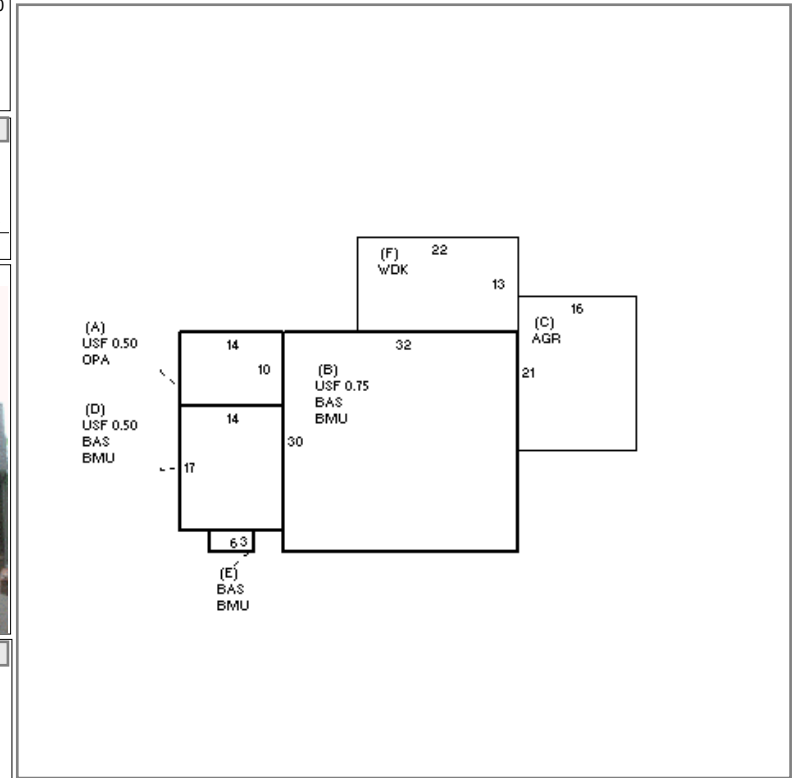 0
(F)
WDK
22
13
16
(C)
AGR
21
(A)
USF 0.50
OPA
14
10
32
(B)
USF 0.75
BAS
BMU
(D)
USF 0.50
BAS
BMU
14
17
30
6 3
(E)
BAS
BMU